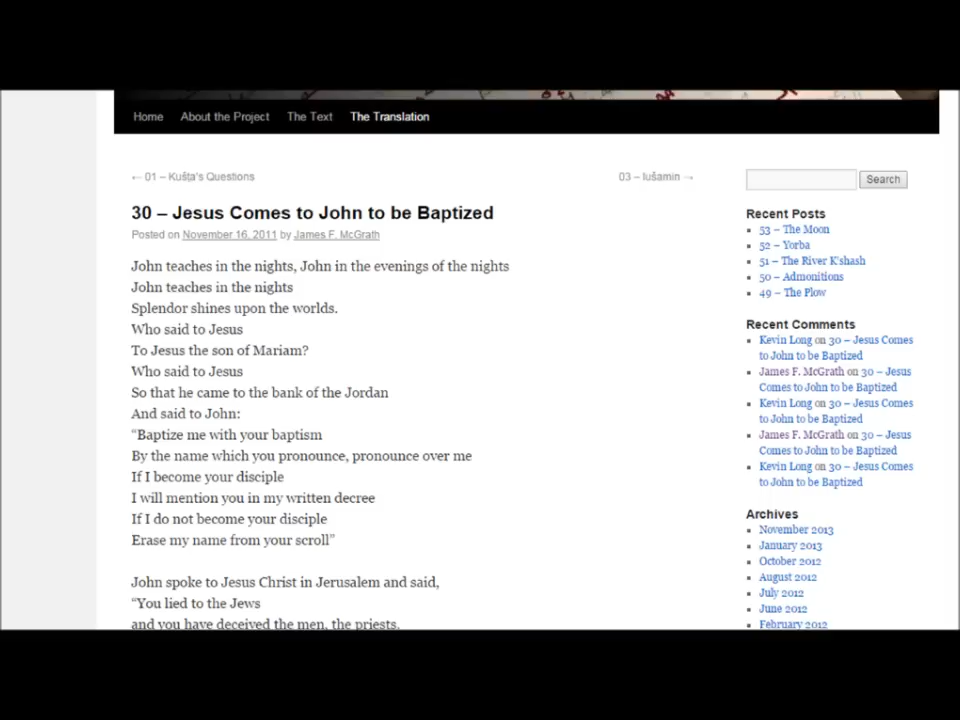 Home About the Project The Text The Translation
← 01 – Kušṭa's Questions 03 – Iušamin →
30 – Jesus Comes to John to be Baptized
Posted on November 16, 2011 by James F. McGrath
John teaches in the nights, John in the evenings of the nights
John teaches in the nights
Splendor shines upon the worlds.
Who said to Jesus
To Jesus the son of Mariam?
Who said to Jesus
So that he came to the bank of the Jordan
And said to John:
“Baptize me with your baptism
By the name which you pronounce, pronounce over me
If I become your disciple
I will mention you in my written decree
If I do not become your disciple
Erase my name from your scroll”
John spoke to Jesus Christ in Jerusalem and said,
“You lied to the Jews
and you have deceived the men, the priests.
Search
Recent Posts
53 – The Moon
52 – Yorba
51 – The River K'shash
50 – Admonitions
49 – The Plow
Recent Comments
Kevin Long on 30 – Jesus Comes
to John to be Baptized
James F. McGrath on 30 – Jesus
Comes to John to be Baptized
Kevin Long on 30 – Jesus Comes
to John to be Baptized
James F. McGrath on 30 – Jesus
Comes to John to be Baptized
Kevin Long on 30 – Jesus Comes
to John to be Baptized
Archives
November 2013
January 2013
October 2012
August 2012
July 2012
June 2012
February 2012